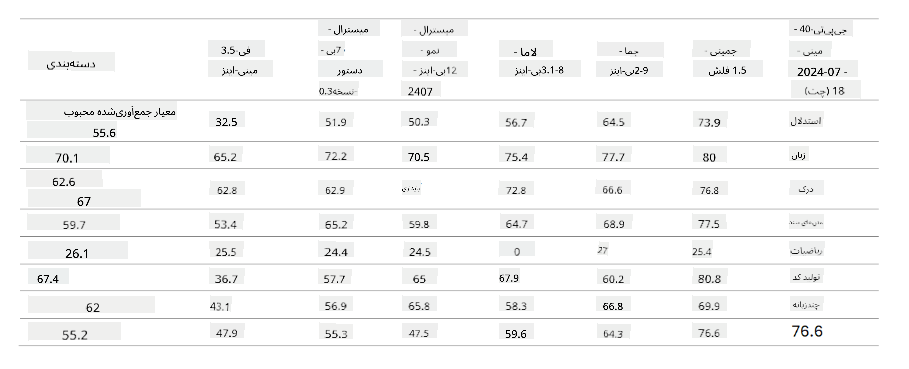 جی‌پی‌تی-40 -
مینی -
2024-07 -
18 (چت)
جمینی -
1.5 فلش
جما -
2-9بی-اینز
لاما -
3.1-8بی-اینز
میسترال -
نمو -
12بی-اینز -
2407
میسترال -
7بی -
دستور
-نسخه0.3
فی-3.5
مینی-اینز
دسته‌بندی
استدلال 73.9 64.5 56.7 50.3 51.9 32.5
معیار جمع‌آوری‌شده محبوب
55.6
زبان 80 77.7 75.4 70.5 72.2 65.2 70.1
درک 76.8 66.6 72.8 62.9 62.8
62.6
67
77.5 68.9 64.7 59.8 65.2 53.4 59.7
ریاضیات 25.4 27 0 24.5 24.4 25.5 26.1
تولید کد 80.8 60.2 67.9 65 57.7 36.7 67.4
چندزبانه 69.9 66.8 58.3 65.8 56.9 43.1 62
76.6 76.6 64.3 59.6 47.5 55.3 47.9 55.2